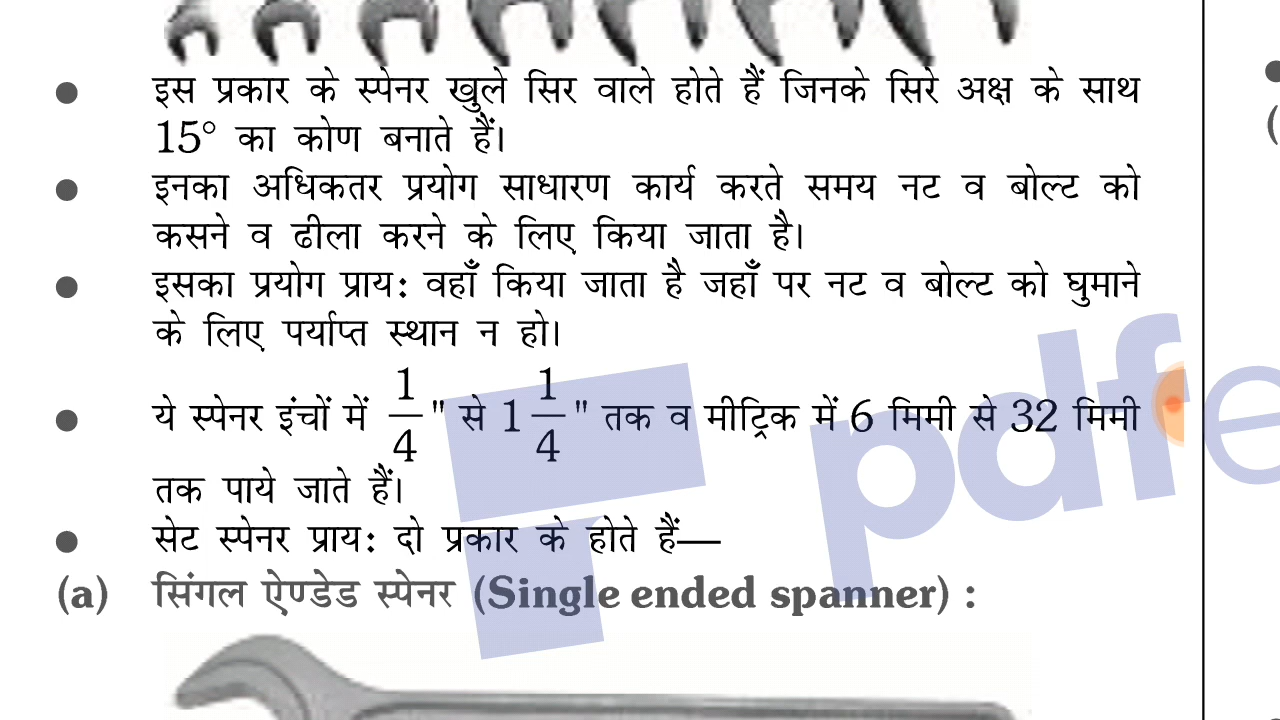 ● इस प्रकार के स्पेनर खुले सिर वाले होते हैं जिनके सिरे अक्ष के साथ
15° का कोण बनाते हैं।
● इनका अधिकतर प्रयोग साधारण कार्य करते समय नट व बोल्ट को
कसने व ढीला करने के लिए किया जाता है।
● इसका प्रयोग प्राय: वहाँ किया जाता है जहाँ पर नट व बोल्ट को घुमाने
के लिए पर्याप्त स्थान न हो।
● ये स्पेनर इंचों में 1/4" से 1 1/4" तक व मीट्रिक में 6 मिमी से 32 मिमी
तक पाये जाते हैं।
● सेट स्पेनर प्राय: दो प्रकार के होते हैं—
(a) सिंगल ऐण्डेड स्पेनर (Single ended spanner) :
pdfe